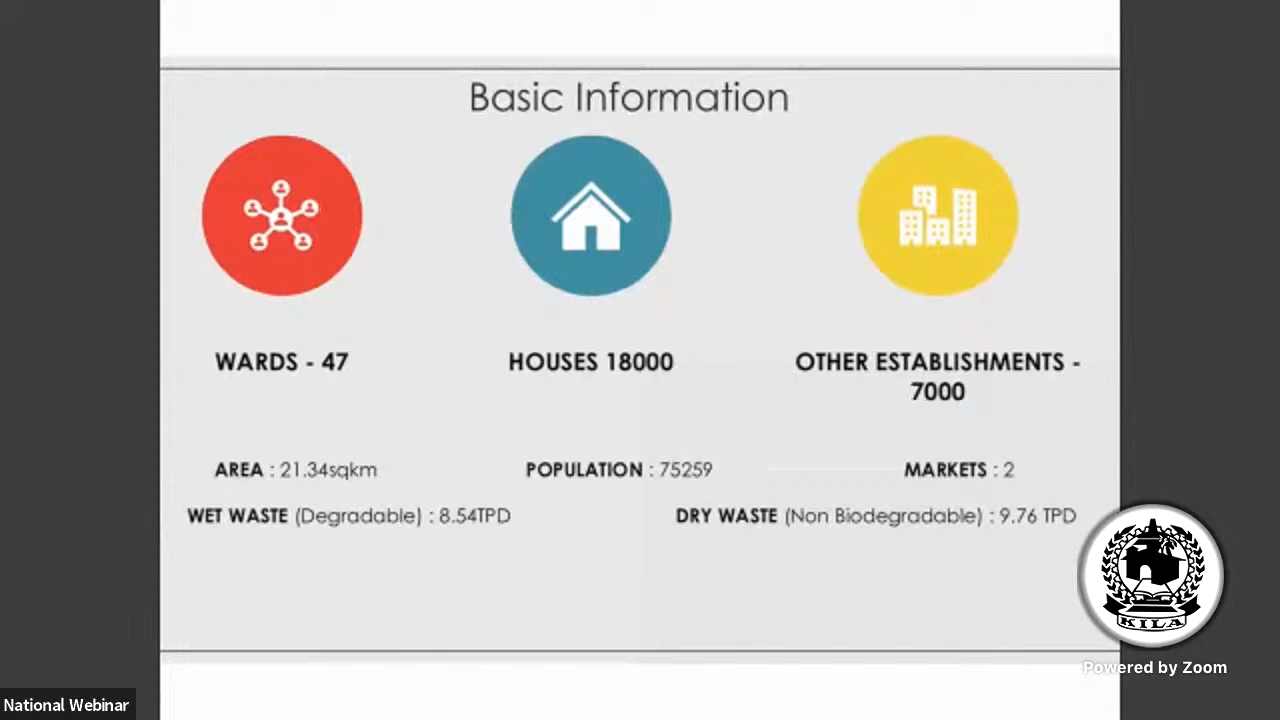 Basic Information
WARDS - 47
HOUSES 18000
OTHER ESTABLISHMENTS -
7000
AREA : 21.34sqkm
POPULATION : 75259
MARKETS : 2
WET WASTE (Degradable) : 8.54TPD
DRY WASTE (Non Biodegradable) : 9.76 TPD
KILA
Powered by Zoom
National Webinar